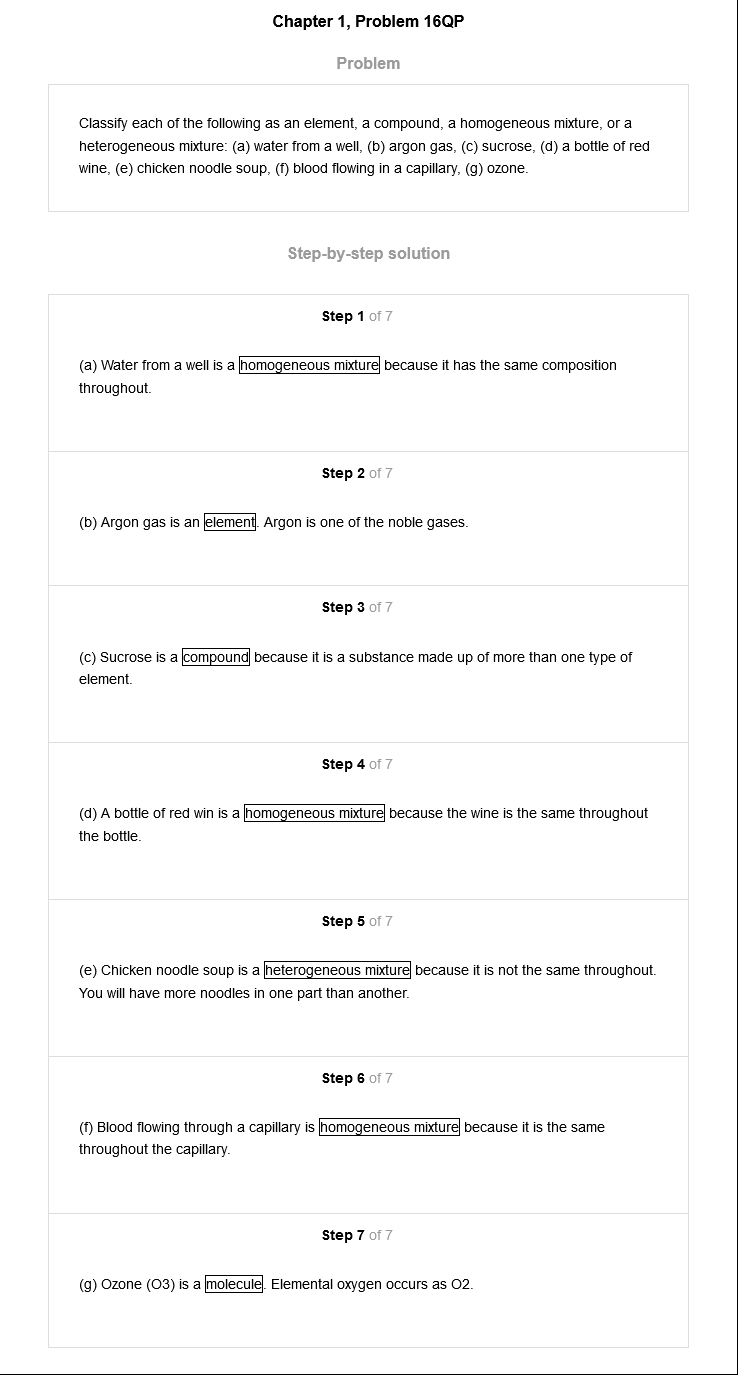 Chapter 1, Problem 16QP
Problem
Classify each of the following as an element, a compound, a homogeneous mixture, or a
heterogeneous mixture: (a) water from a well, (b) argon gas, (c) sucrose, (d) a bottle of red
wine, (e) chicken noodle soup, (f) blood flowing in a capillary, (g) ozone.
Step-by-step solution
Step 1 of 7
(a) Water from a well is a homogeneous mixture because it has the same composition
throughout.
Step 2 of 7
(b) Argon gas is an element. Argon is one of the noble gases.
Step 3 of 7
(c) Sucrose is a compound because it is a substance made up of more than one type of
element.
Step 4 of 7
(d) A bottle of red win is a homogeneous mixture because the wine is the same throughout
the bottle.
Step 5 of 7
(e) Chicken noodle soup is a heterogeneous mixture because it is not the same throughout.
You will have more noodles in one part than another.
Step 6 of 7
(f) Blood flowing through a capillary is homogeneous mixture because it is the same
throughout the capillary.
Step 7 of 7
(g) Ozone (O3) is a molecule. Elemental oxygen occurs as O2.